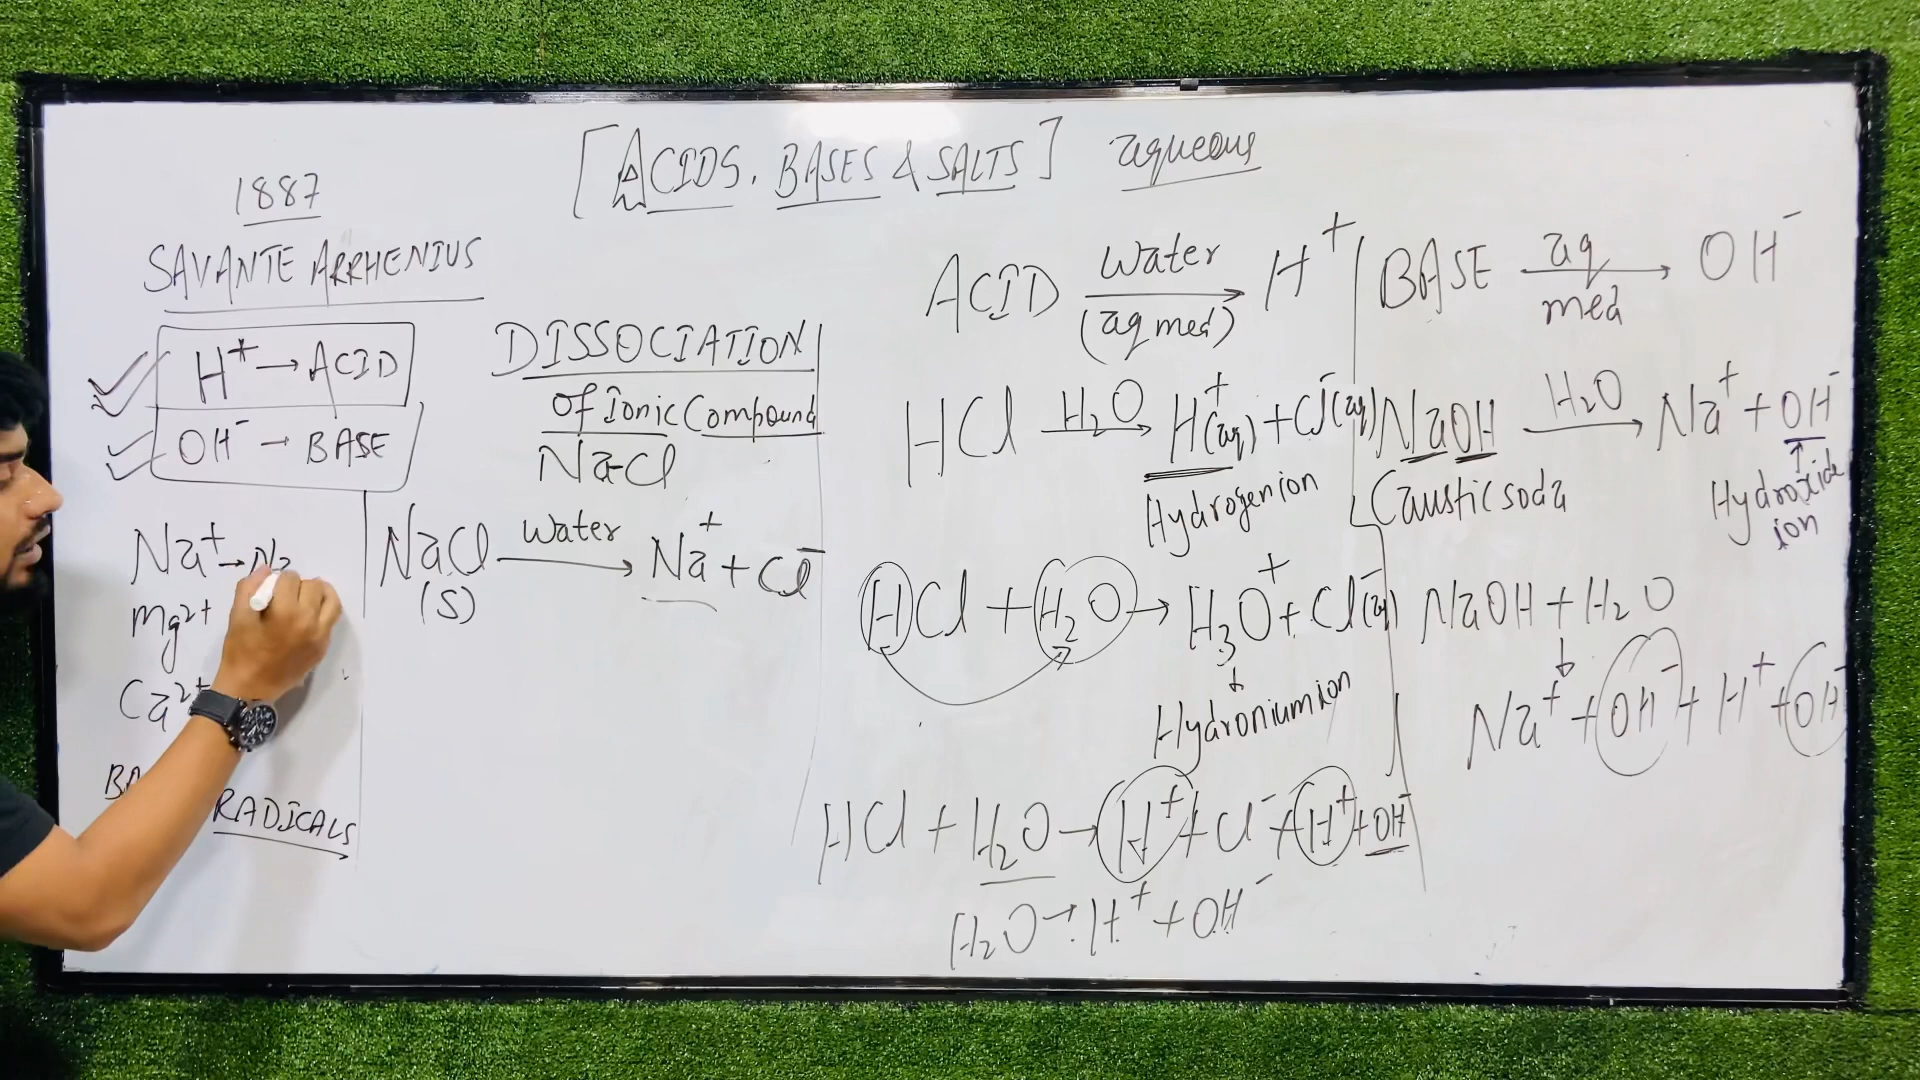 [ACIDS, BASES & SALTS] aqueous
1887
SAVANTE ARRHENIUS
H⁺ → ACID
OH⁻ → BASE
Na⁺ →
Mg²⁺
Ca²⁺
RADICALS
DISSOCIATION
Of Ionic Compound
NaCl
NaCl (S) —Water→ Na⁺ + Cl⁻
ACID —Water (aq med)→ H⁺
HCl —H₂O→ H⁺(aq) + Cl⁻(aq)
Hydrogen ion
HCl + H₂O → H₃O⁺ + Cl⁻(aq)
Hydronium ion
HCl + H₂O → H⁺ + Cl⁻ + H⁺ + OH⁻
H₂O → H⁺ + OH⁻
BASE —aq med→ OH⁻
NaOH —H₂O→ Na⁺ + OH⁻
Caustic soda
Hydroxide
ion
NaOH + H₂O
↓
Na⁺ + OH⁻ + H⁺ + OH⁻